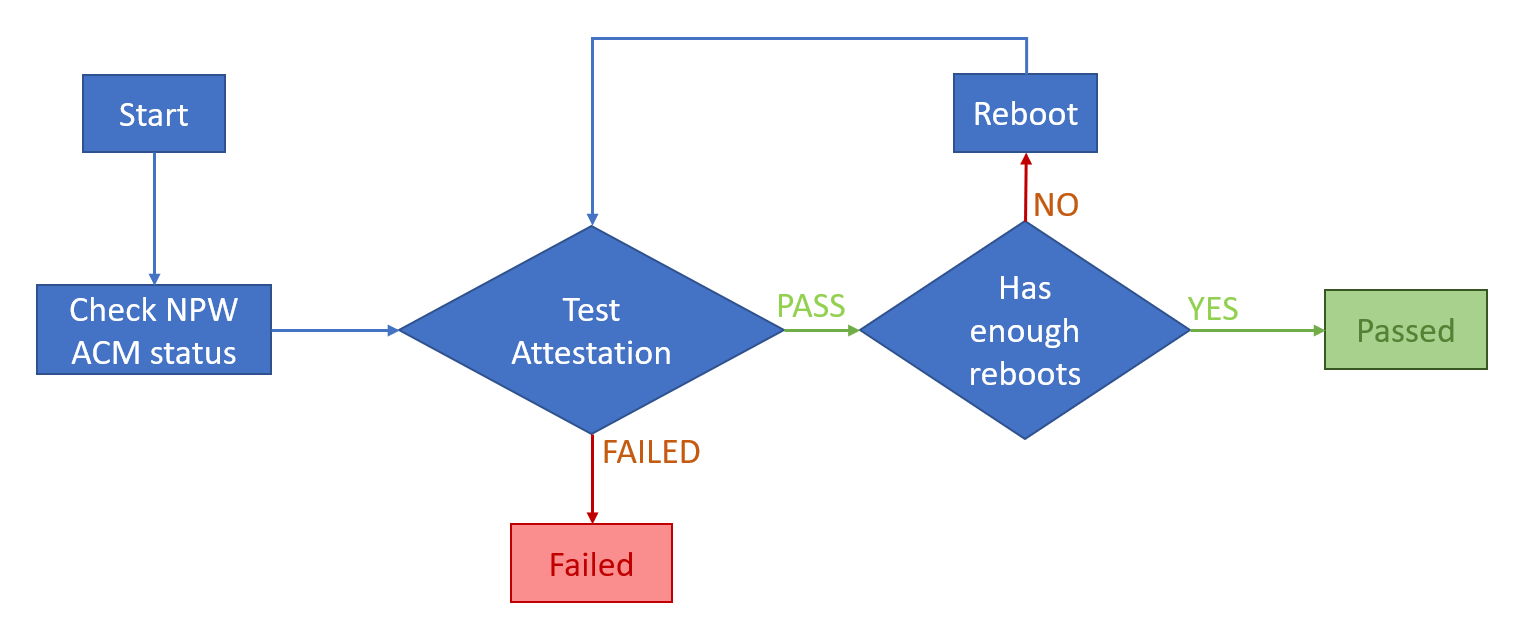 Start
Reboot
NO
Check NPW
ACM status
Test
Attestation
PASS
Has
enough
reboots
YES
Passed
FAILED
Failed